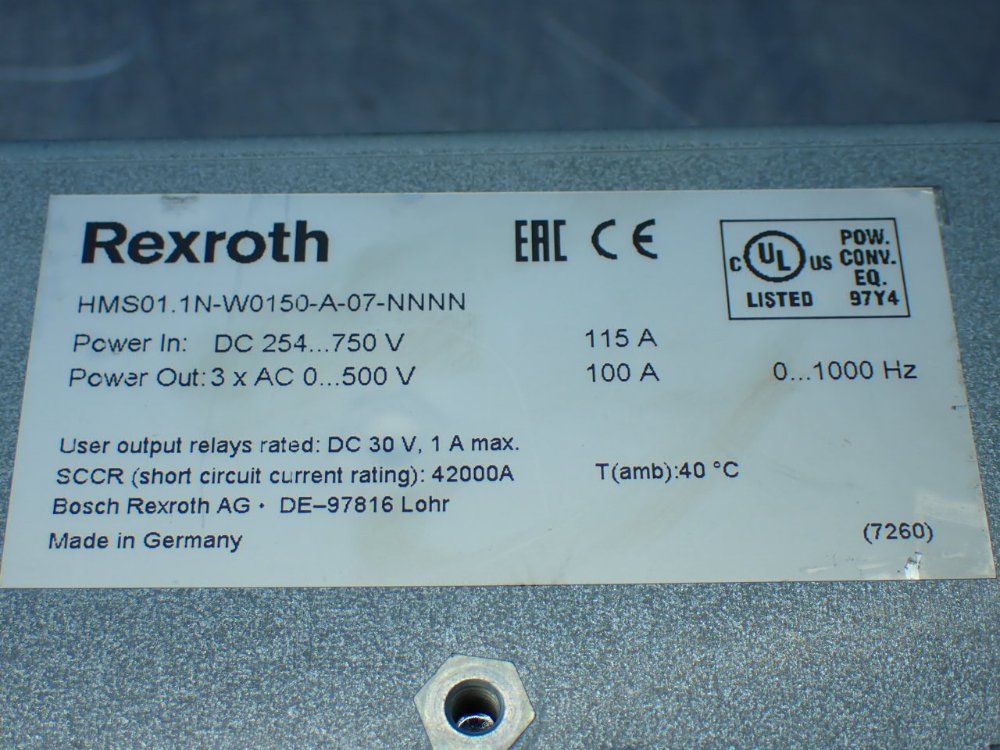 Rexroth
EAC CE
C UL US LISTED
POW. CONV. EQ. 97Y4
HMS01.1N-W0150-A-07-NNNN
Power In: DC 254...750 V 115 A
Power Out: 3 x AC 0...500 V 100 A 0...1000 Hz
User output relays rated: DC 30 V, 1 A max.
SCCR (short circuit current rating): 42000A T(amb):40 °C
Bosch Rexroth AG · DE–97816 Lohr
Made in Germany (7260)